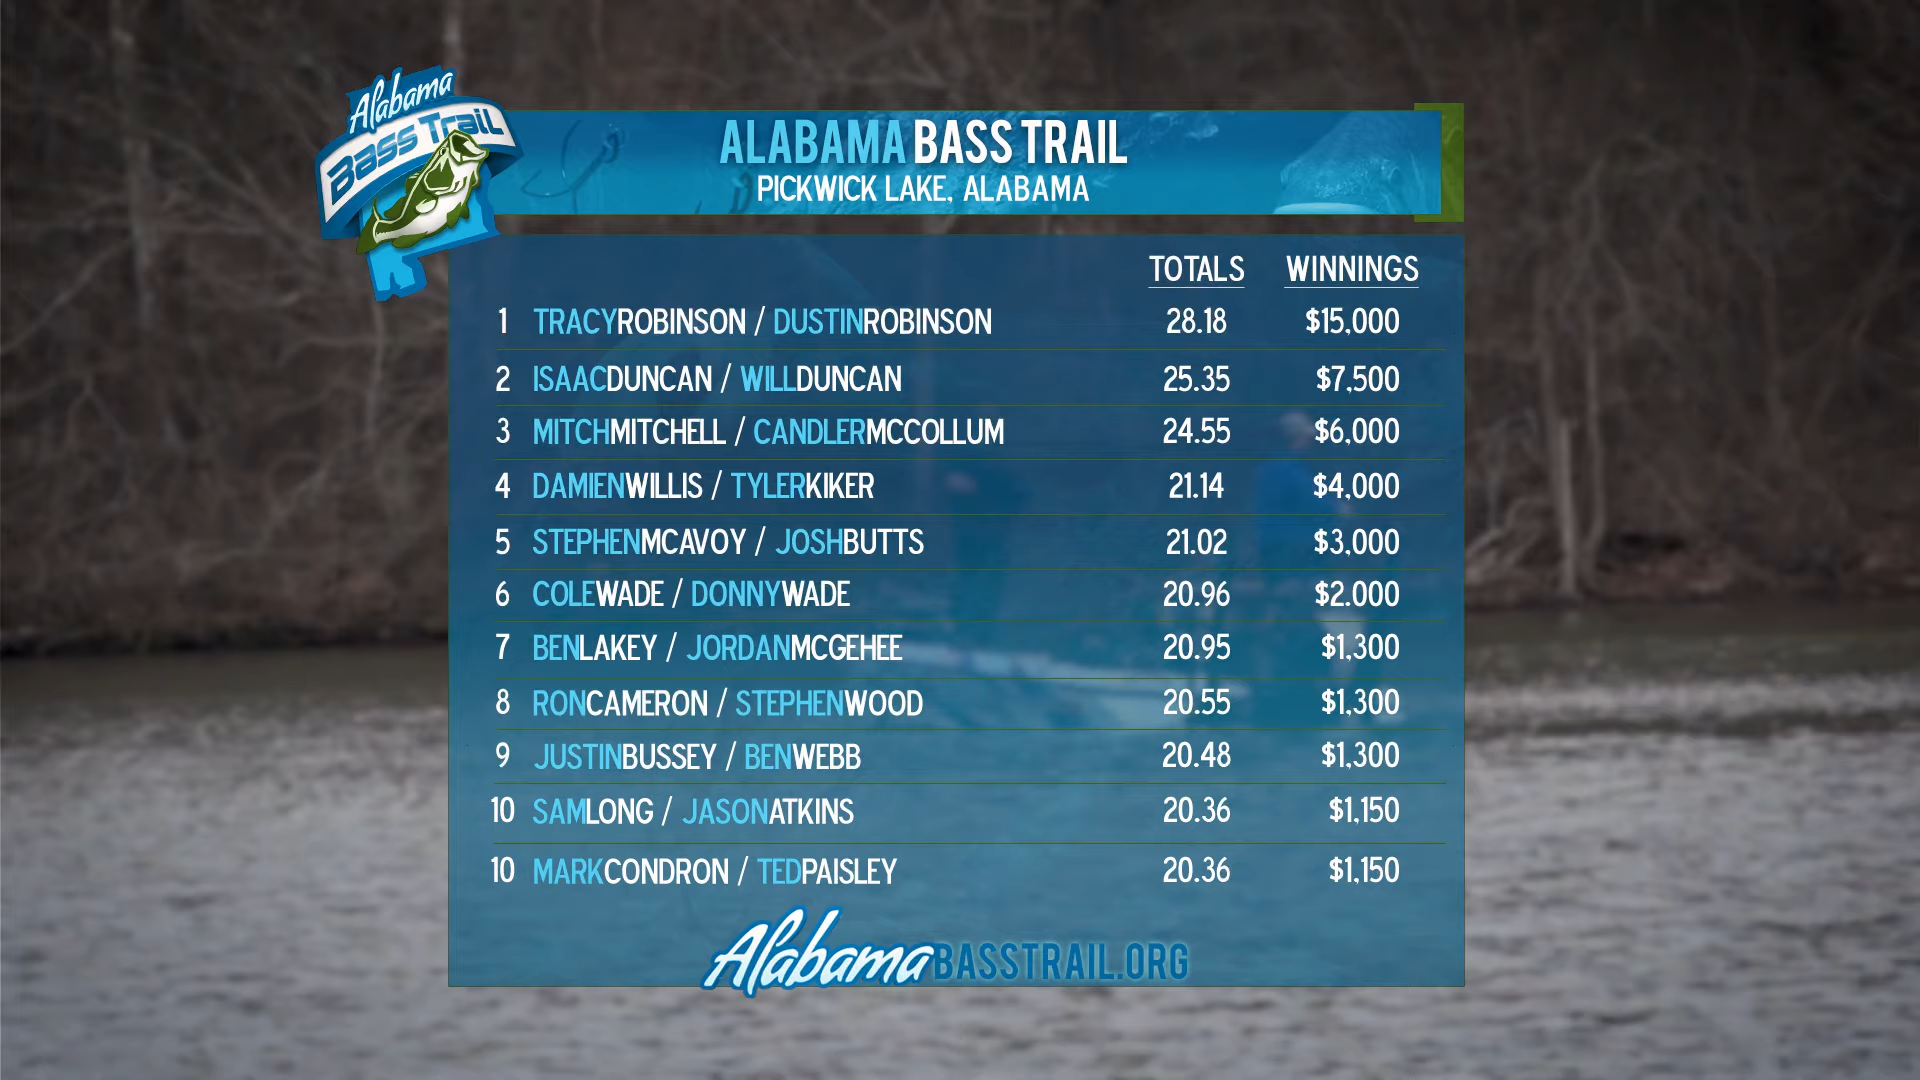 Alabama
Bass Trail
ALABAMA BASS TRAIL
PICKWICK LAKE, ALABAMA
TOTALS WINNINGS
1 TRACYROBINSON / DUSTINROBINSON 28.18 $15,000
2 ISAACDUNCAN / WILLDUNCAN 25.35 $7,500
3 MITCHMITCHELL / CANDLERMCCOLLUM 24.55 $6,000
4 DAMIENWILLIS / TYLERKIKER 21.14 $4,000
5 STEPHENMCAVOY / JOSHBUTTS 21.02 $3,000
6 COLEWADE / DONNYWADE 20.96 $2.000
7 BENLAKEY / JORDANMCGEHEE 20.95 $1,300
8 RONCAMERON / STEPHENWOOD 20.55 $1,300
9 JUSTINBUSSEY / BENWEBB 20.48 $1,300
10 SAMLONG / JASONATKINS 20.36 $1,150
10 MARKCONDRON / TEDPAISLEY 20.36 $1,150
AlabamaBASSTRAIL.ORG